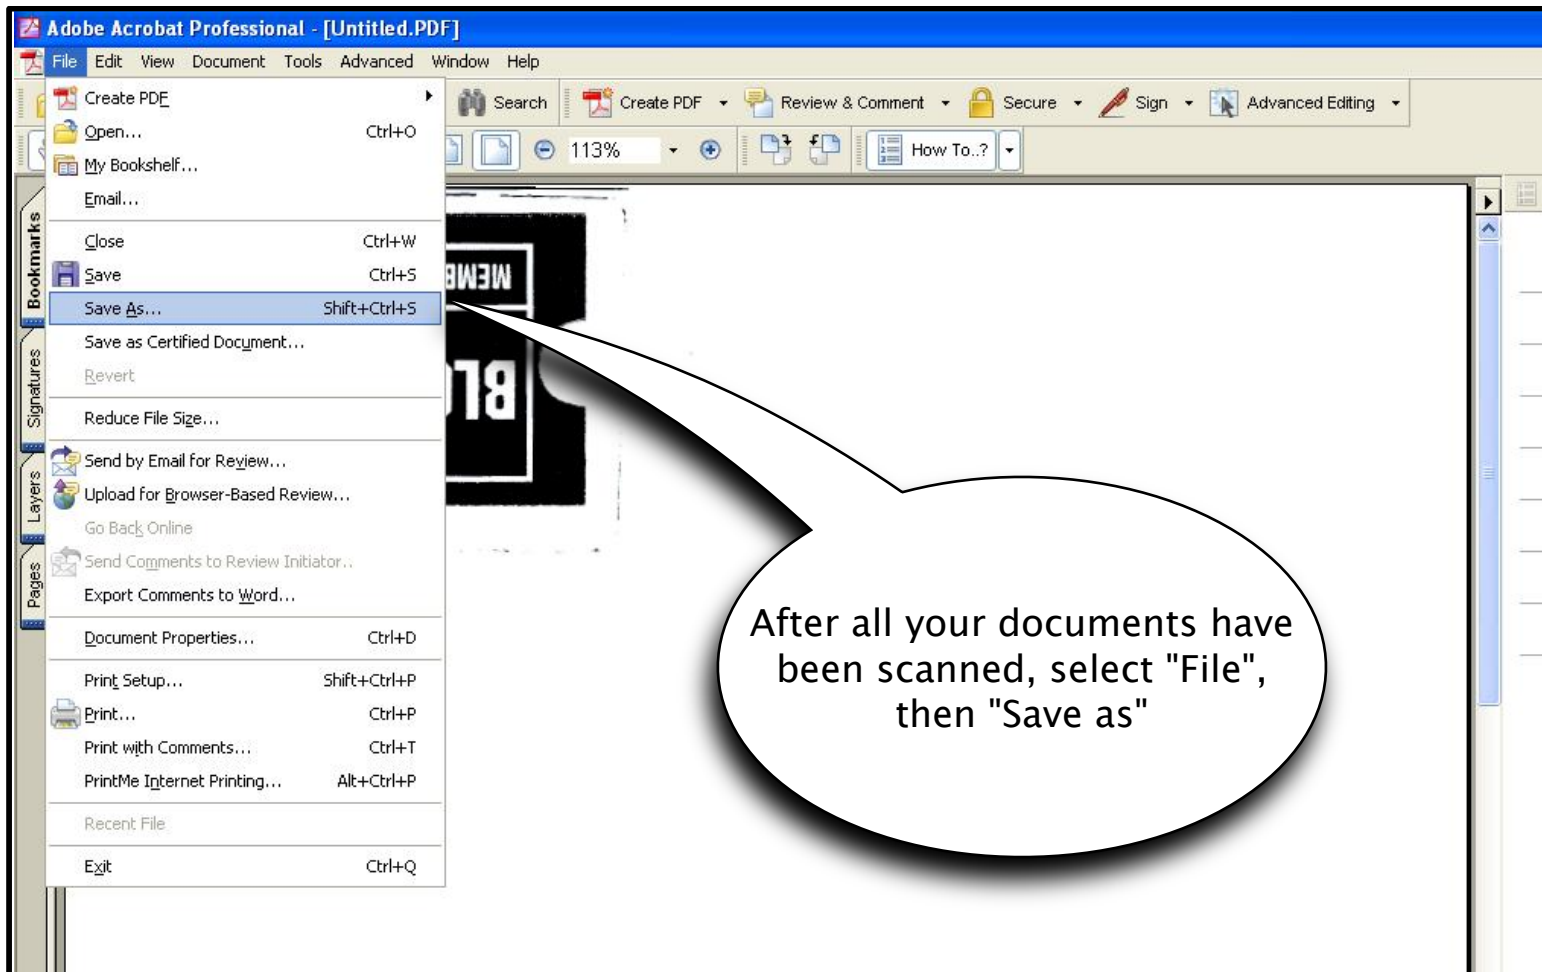 Adobe Acrobat Professional - [Untitled.PDF]
File Edit View Document Tools Advanced Window Help
Search Create PDF Review & Comment Secure Sign Advanced Editing
113% How To..?
Create PDF
Open... Ctrl+O
My Bookshelf...
Email...
Close Ctrl+W
Save Ctrl+S
Save As... Shift+Ctrl+S
Save as Certified Document...
Revert
Reduce File Size...
Send by Email for Review...
Upload for Browser-Based Review...
Go Back Online
Send Comments to Review Initiator..
Export Comments to Word...
Document Properties... Ctrl+D
Print Setup... Shift+Ctrl+P
Print... Ctrl+P
Print with Comments... Ctrl+T
PrintMe Internet Printing... Alt+Ctrl+P
Recent File
Exit Ctrl+Q
Bookmarks
Signatures
Layers
Pages
MEMB
BLO
After all your documents have
been scanned, select "File",
then "Save as"